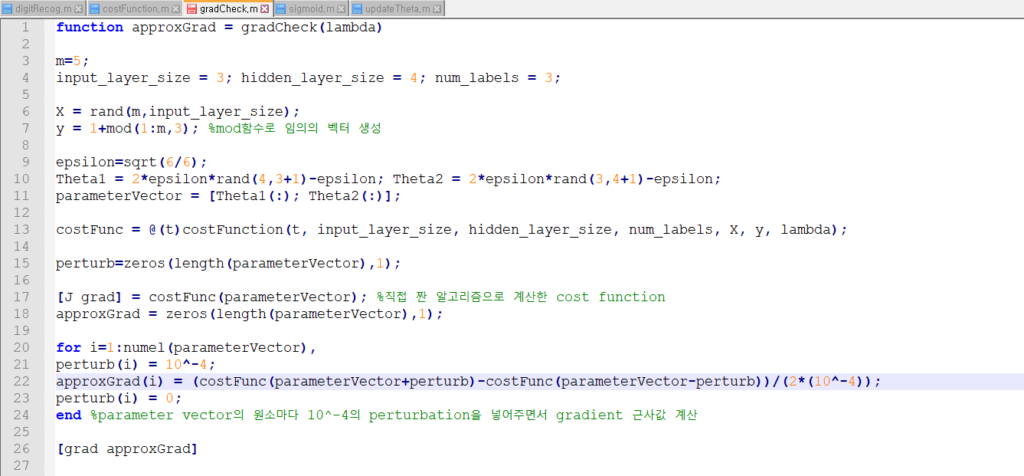 digitRecog.m costFunction.m gradCheck.m sigmoid.m updateTheta.m
1 function approxGrad = gradCheck(lambda)
2
3 m=5;
4 input_layer_size = 3; hidden_layer_size = 4; num_labels = 3;
5
6 X = rand(m,input_layer_size);
7 y = 1+mod(1:m,3); %mod함수로 임의의 벡터 생성
8
9 epsilon=sqrt(6/6);
10 Theta1 = 2*epsilon*rand(4,3+1)-epsilon; Theta2 = 2*epsilon*rand(3,4+1)-epsilon;
11 parameterVector = [Theta1(:); Theta2(:)];
12
13 costFunc = @(t)costFunction(t, input_layer_size, hidden_layer_size, num_labels, X, y, lambda);
14
15 perturb=zeros(length(parameterVector),1);
16
17 [J grad] = costFunc(parameterVector); %직접 짠 알고리즘으로 계산한 cost function
18 approxGrad = zeros(length(parameterVector),1);
19
20 for i=1:numel(parameterVector),
21 perturb(i) = 10^-4;
22 approxGrad(i) = (costFunc(parameterVector+perturb)-costFunc(parameterVector-perturb))/(2*(10^-4));
23 perturb(i) = 0;
24 end %parameter vector의 원소마다 10^-4의 perturbation을 넣어주면서 gradient 근사값 계산
25
26 [grad approxGrad]
27